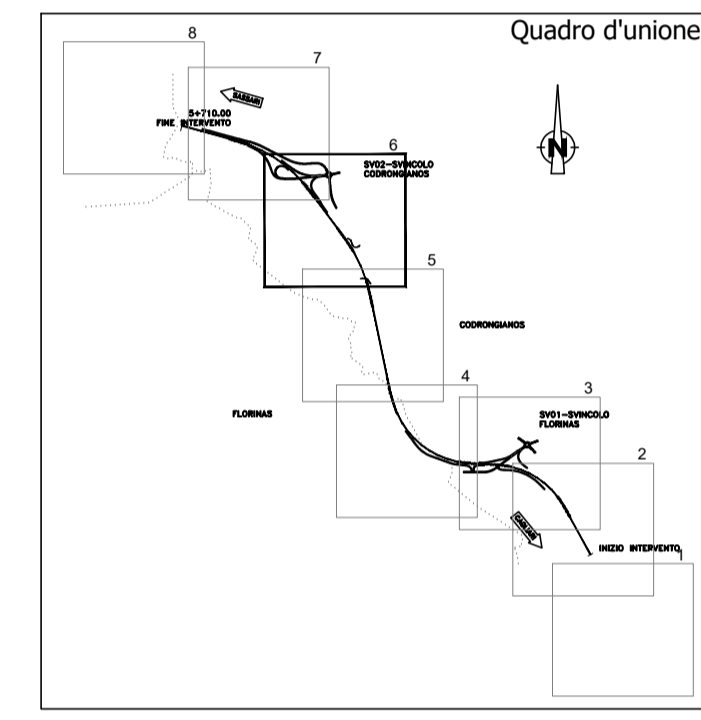 Quadro d'unione
8
7
SASSARI
5+710.00
FINE INTERVENTO
6
SV02-SVINCOLO
CODRONGIANOS
N
5
CODRONGIANOS
4
3
FLORINAS
SV01-SVINCOLO
FLORINAS
2
CAGLIARI
INIZIO INTERVENTO
1